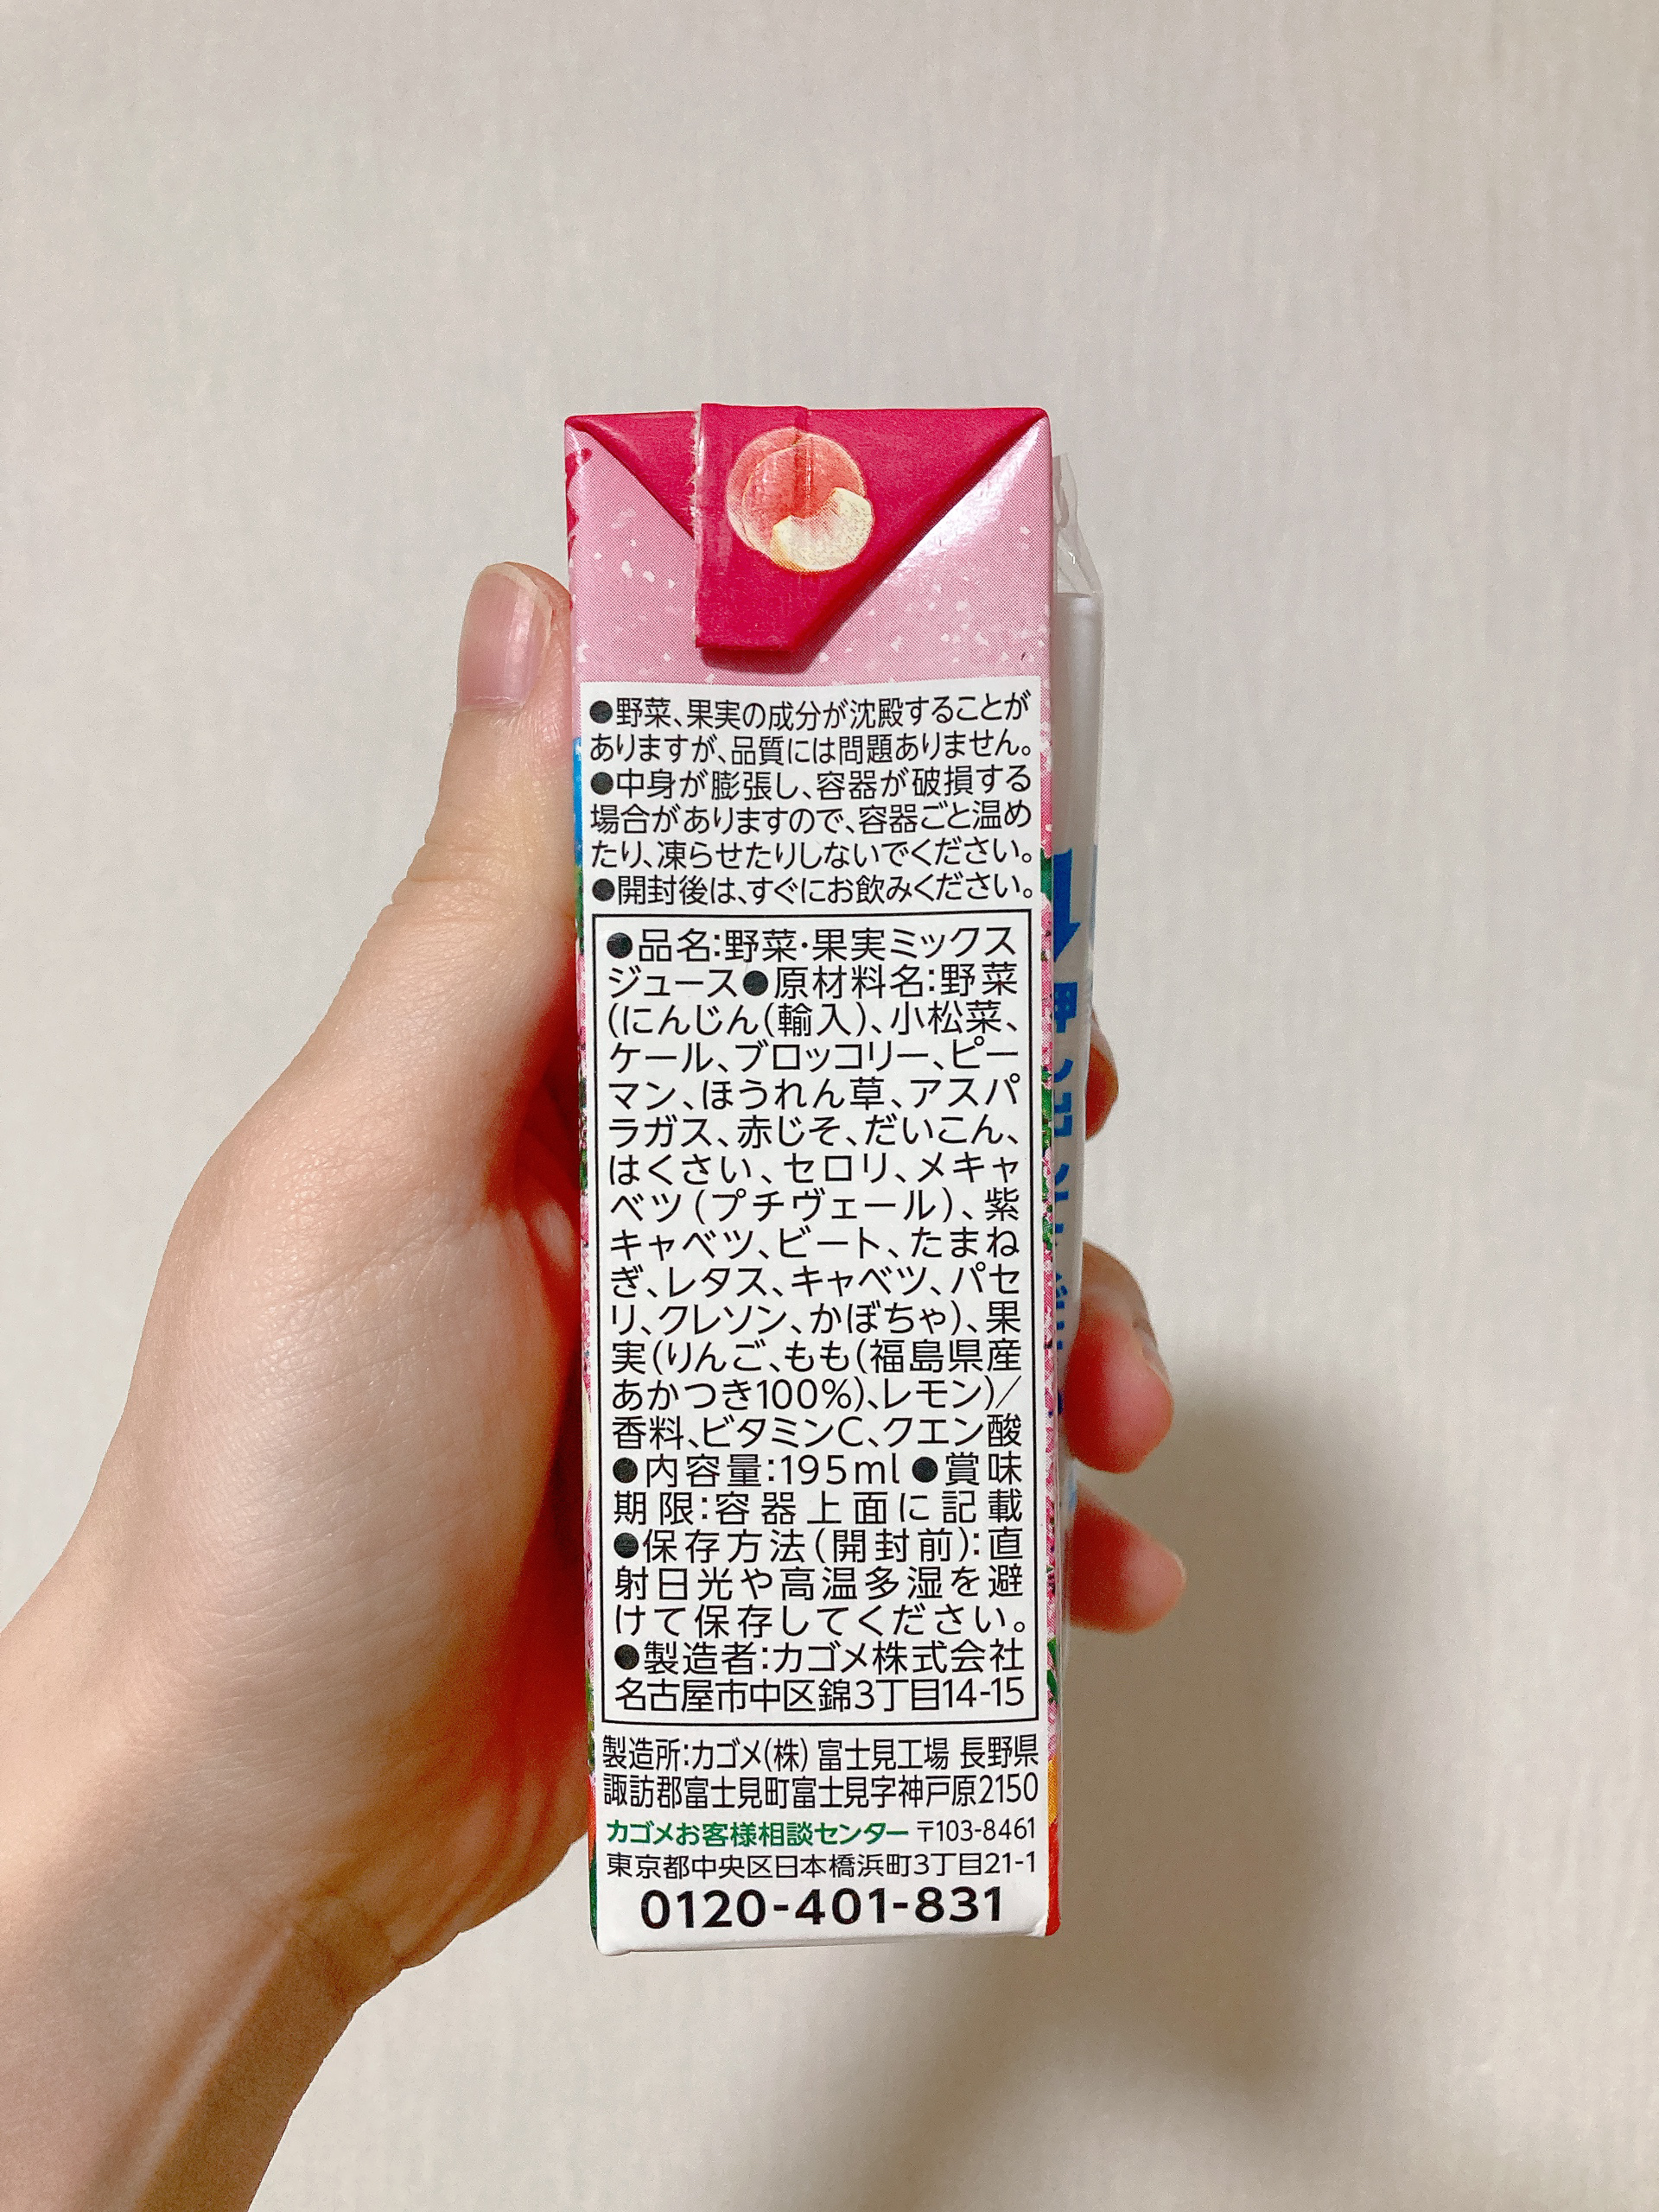 ●野菜、果実の成分が沈殿することが
ありますが、品質には問題ありません。
●中身が膨張し、容器が破損する
場合がありますので、容器ごと温め
たり、凍らせたりしないでください。
●開封後は、すぐにお飲みください。
●品名:野菜・果実ミックス
ジュース●原材料名:野菜
(にんじん(輸入)、小松菜、
ケール、ブロッコリー、ピー
マン、ほうれん草、アスパ
ラガス、赤じそ、だいこん、
はくさい、セロリ、メキャ
ベツ(プチヴェール)、紫
キャベツ、ビート、たまね
ぎ、レタス、キャベツ、パセ
リ、クレソン、かぼちゃ)、果
実(りんご、もも(福島県産
あかつき100%)、レモン)/
香料、ビタミンC、クエン酸
●内容量:195ml●賞味
期限:容器上面に記載
●保存方法(開封前):直
射日光や高温多湿を避
けて保存してください。
●製造者:カゴメ株式会社
名古屋市中区錦3丁目14-15
製造所:カゴメ(株) 富士見工場 長野県
諏訪郡富士見町富士見字神戸原2150
カゴメお客様相談センター 〒103-8461
東京都中央区日本橋浜町3丁目21-1
0120-401-831